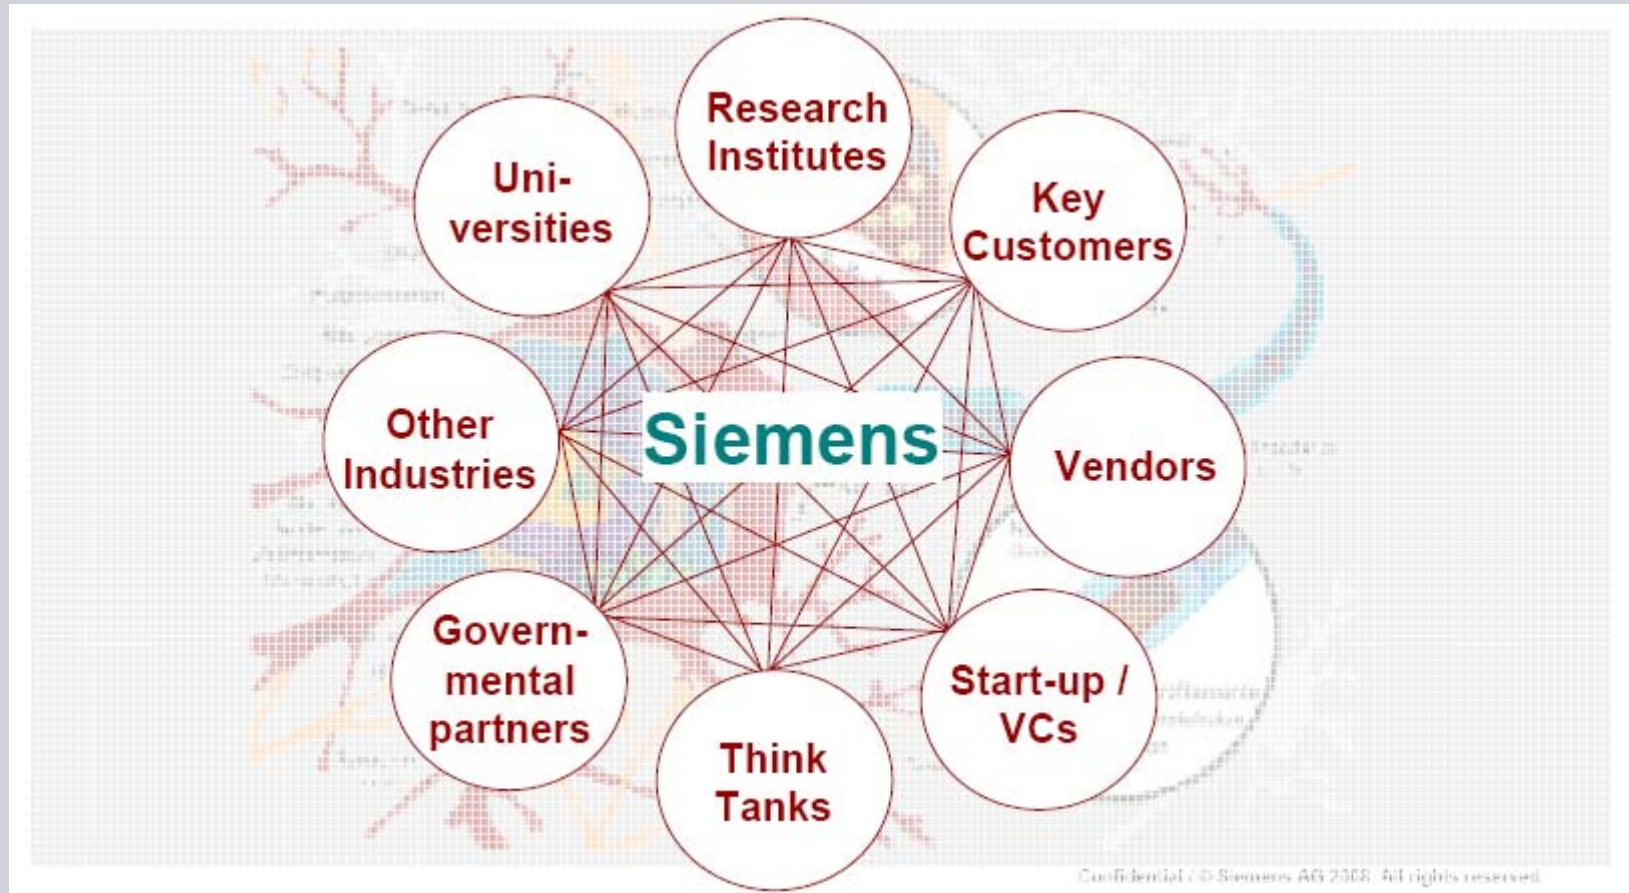 Research
Institutes
Uni-
versities
Key
Customers
Other
Industries
Siemens
Vendors
Govern-
mental
partners
Start-up /
VCs
Think
Tanks
Confidential / © Siemens AG 2008. All rights reserved.